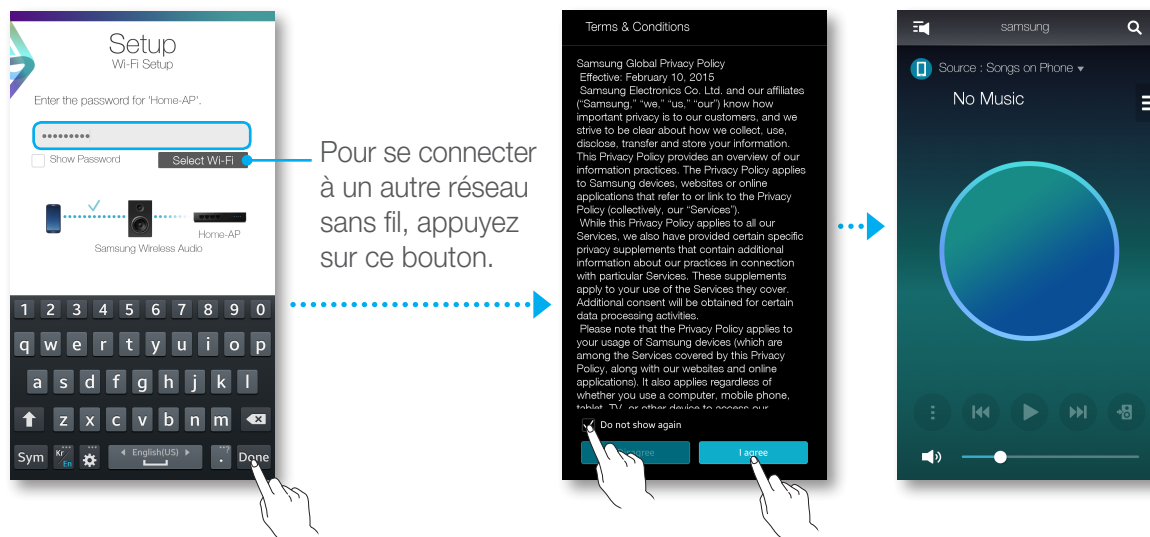 Setup
Wi-Fi Setup
Enter the password for 'Home-AP'.
Show Password
Select Wi-Fi
Home-AP
Samsung Wireless Audio
1 2 3 4 5 6 7 8 9 0
q w e r t y u i o p
a s d f g h j k l
z x c v b n m
Sym
Kr
En
English(US)
Done
Pour se connecter
à un autre réseau
sans fil, appuyez
sur ce bouton.
Terms & Conditions
Samsung Global Privacy Policy
Effective: February 10, 2015
Samsung Electronics Co. Ltd. and our affiliates
("Samsung," "we," "us," "our") know how
important privacy is to our customers, and we
strive to be clear about how we collect, use,
disclose, transfer and store your information.
This Privacy Policy provides an overview of our
information practices. The Privacy Policy applies
to Samsung devices, websites or online
applications that refer to or link to the Privacy
Policy (collectively, our "Services").
While this Privacy Policy applies to all our
Services, we also have provided certain specific
privacy supplements that contain additional
information about our practices in connection
with particular Services. These supplements
apply to your use of the Services they cover.
Additional consent will be obtained for certain
data processing activities.
Please note that the Privacy Policy applies to
your usage of Samsung devices (which are
among the Services covered by this Privacy
Policy, along with our websites and online
applications). It also applies regardless of
whether you use a computer, mobile phone,
tablet, TV, or other device to access our
Do not show again
I agree
samsung
Source : Songs on Phone
No Music